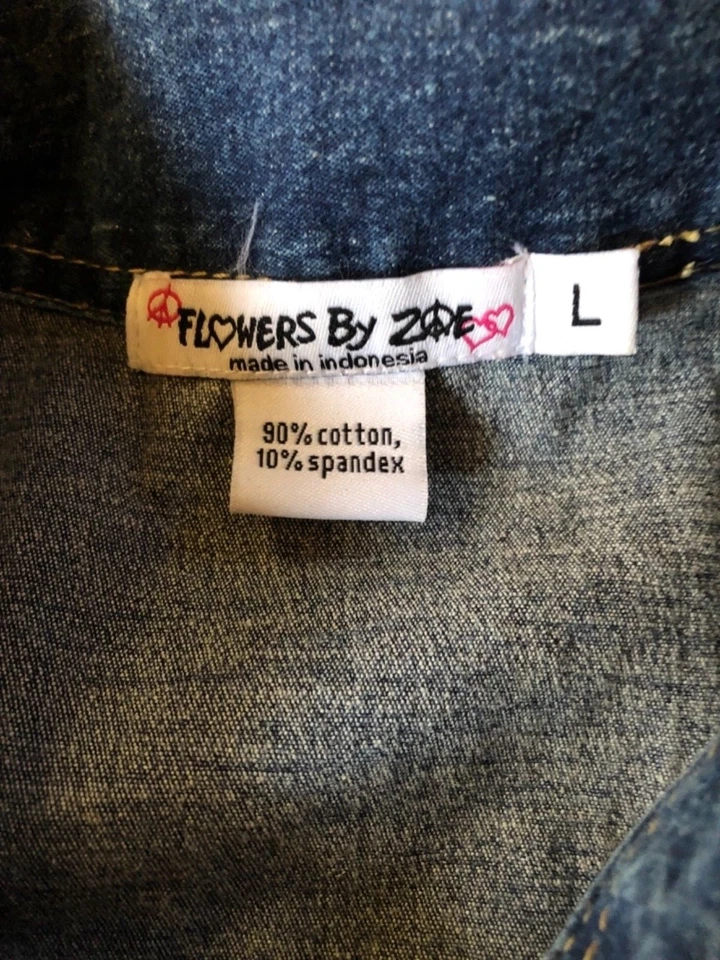 FLOWERS By ZOE
made in indonesia
L
90% cotton,
10% spandex